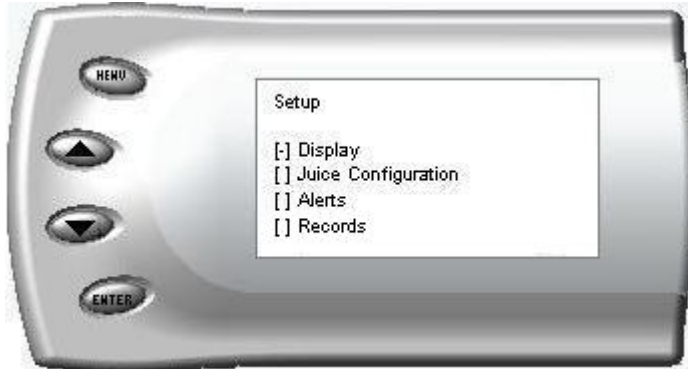 MENU
Setup
[-] Display
[ ] Juice Configuration
[ ] Alerts
[ ] Records
ENTER